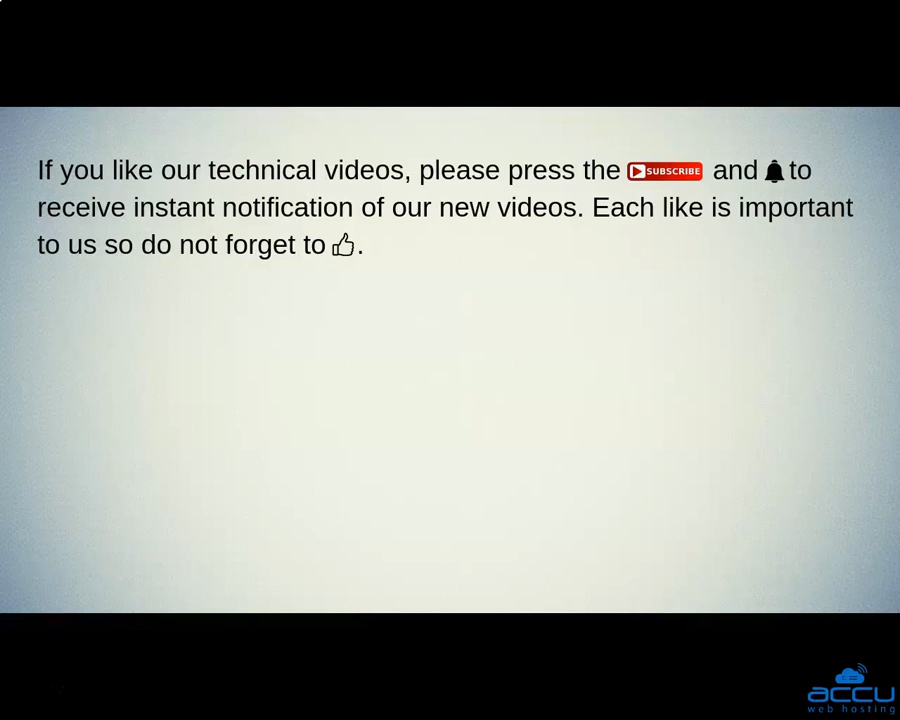 If you like our technical videos, please press the SUBSCRIBE and to
receive instant notification of our new videos. Each like is important
to us so do not forget to .
accu
web hosting